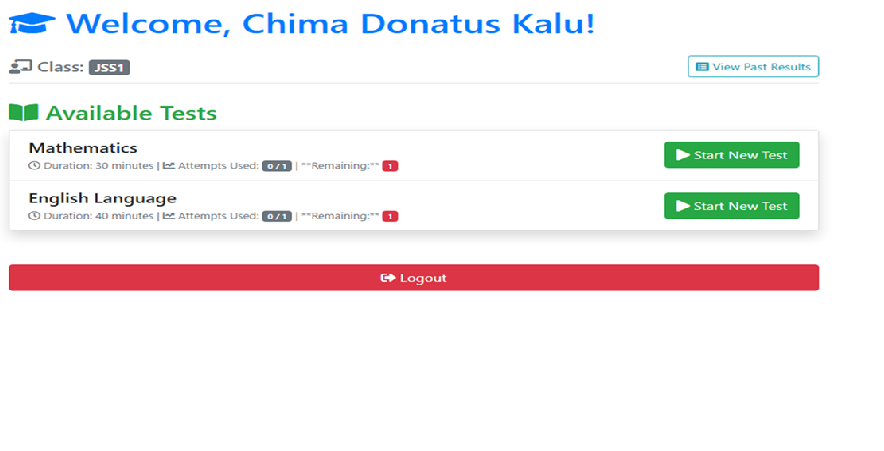 Welcome, Chima Donatus Kalu!
Class: JSS1
View Past Results
Available Tests
Mathematics
Duration: 30 minutes | Attempts Used: 0 / 1 | **Remaining:** 1
Start New Test
English Language
Duration: 40 minutes | Attempts Used: 0 / 1 | **Remaining:** 1
Start New Test
Logout